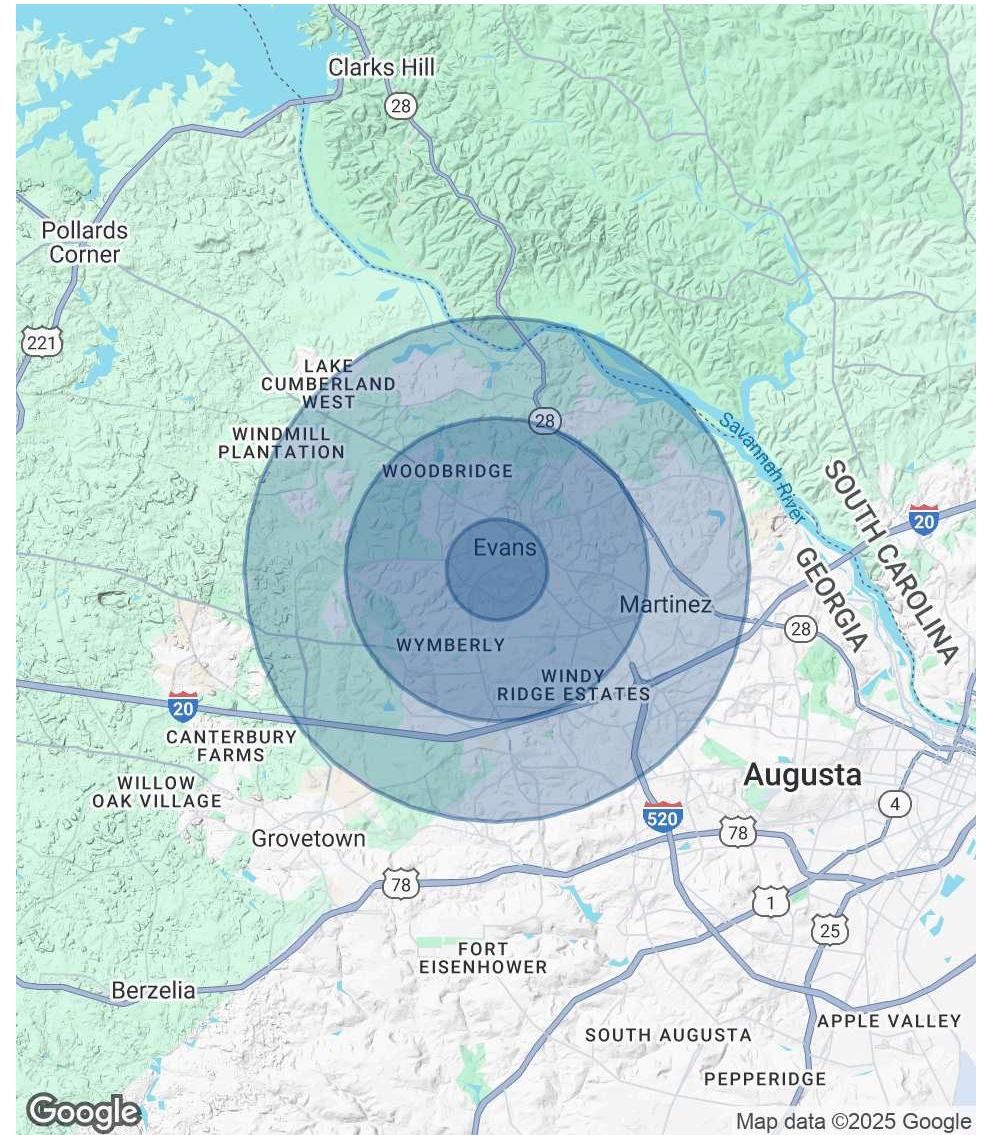 Clarks Hill
28
Pollards
Corner
221
LAKE
CUMBERLAND
WEST
28
WINDMILL
PLANTATION
WOODBRIDGE
Savannah River
SOUTH CAROLINA
20
Evans
GEORGIA
Martinez
28
WYMBERLY
WINDY
RIDGE ESTATES
20
CANTERBURY
FARMS
Augusta
WILLOW
OAK VILLAGE
4
520
78
Grovetown
78
1
25
FORT
EISENHOWER
Berzelia
APPLE VALLEY
SOUTH AUGUSTA
PEPPERIDGE
Google
Map data ©2025 Google